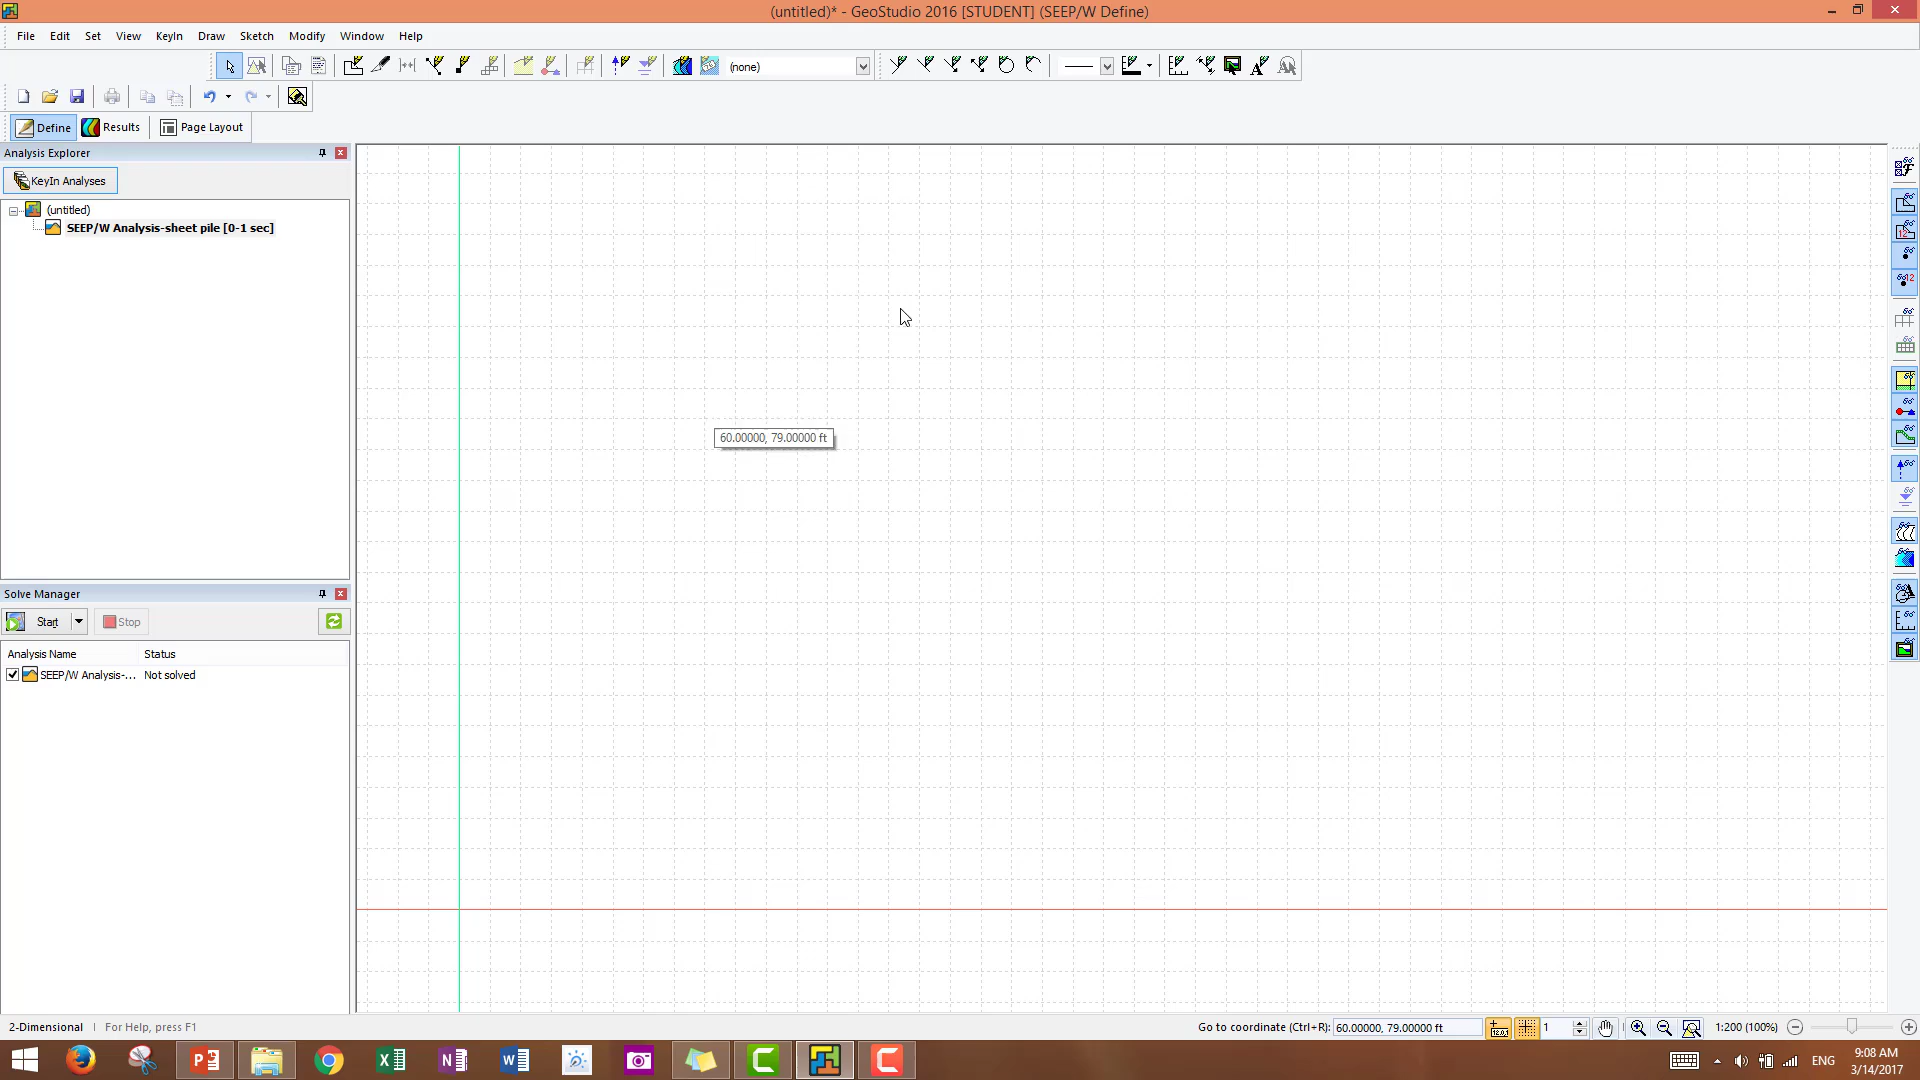 (untitled)* - GeoStudio 2016 [STUDENT] (SEEP/W Define)
File Edit Set View KeyIn Draw Sketch Modify Window Help
(none)
Define Results Page Layout
Analysis Explorer
KeyIn Analyses
(untitled)
SEEP/W Analysis-sheet pile [0-1 sec]
60.00000, 79.00000 ft
Solve Manager
Start Stop
Analysis Name Status
SEEP/W Analysis-... Not solved
2-Dimensional For Help, press F1 Go to coordinate (Ctrl+R): 60.00000, 79.00000 ft 1 1:200 (100%)
ENG 9:08 AM
3/14/2017